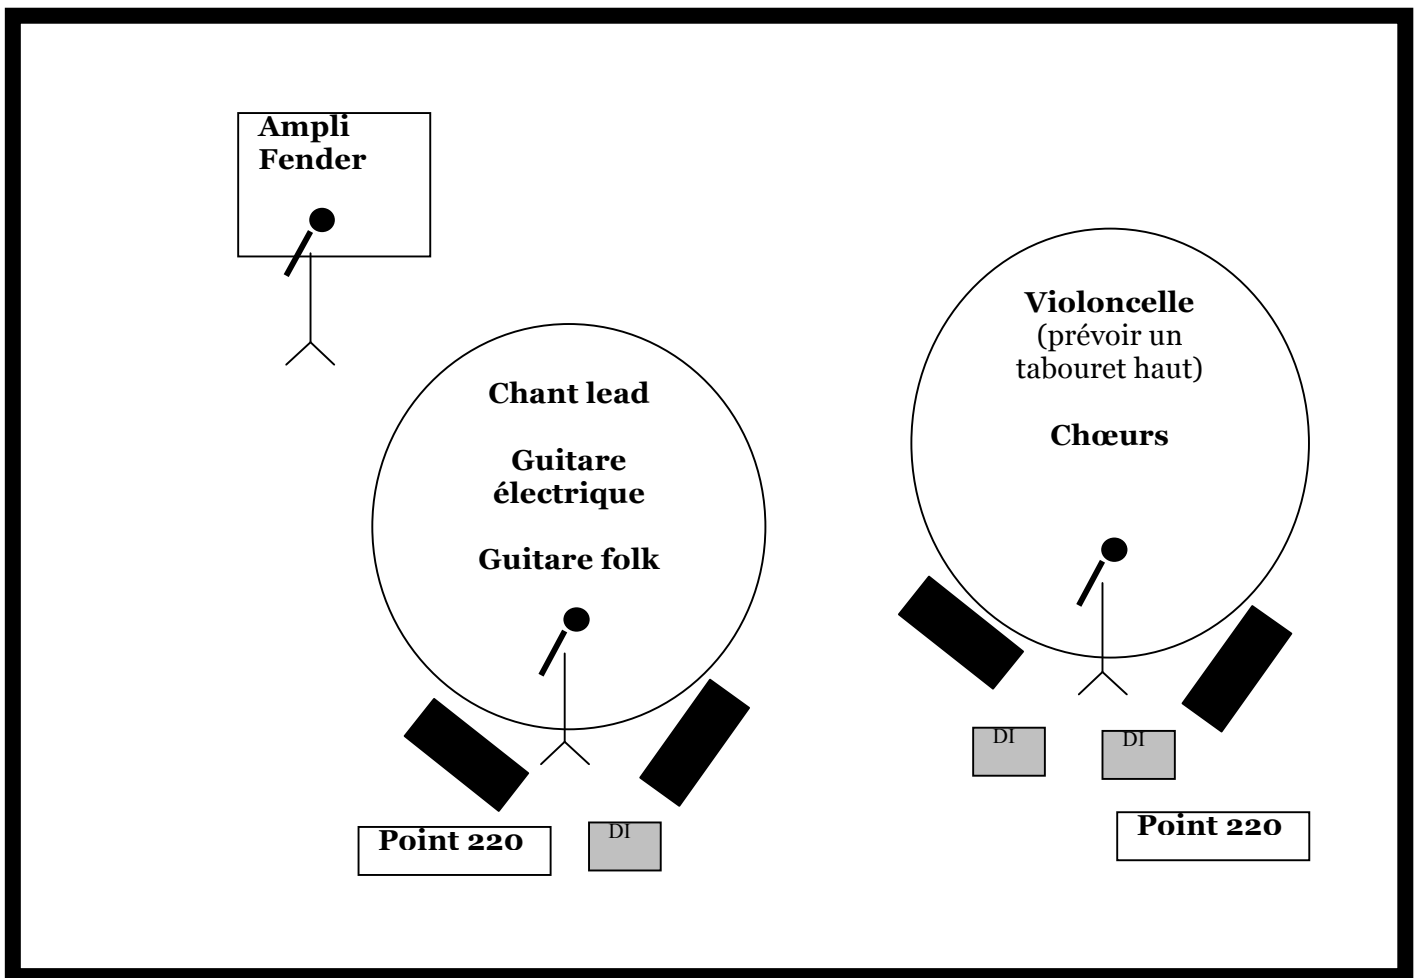 Ampli
Fender
Chant lead
Guitare
électrique
Guitare folk
Violoncelle
(prévoir un
tabouret haut)
Chœurs
DI
DI
Point 220
DI
Point 220